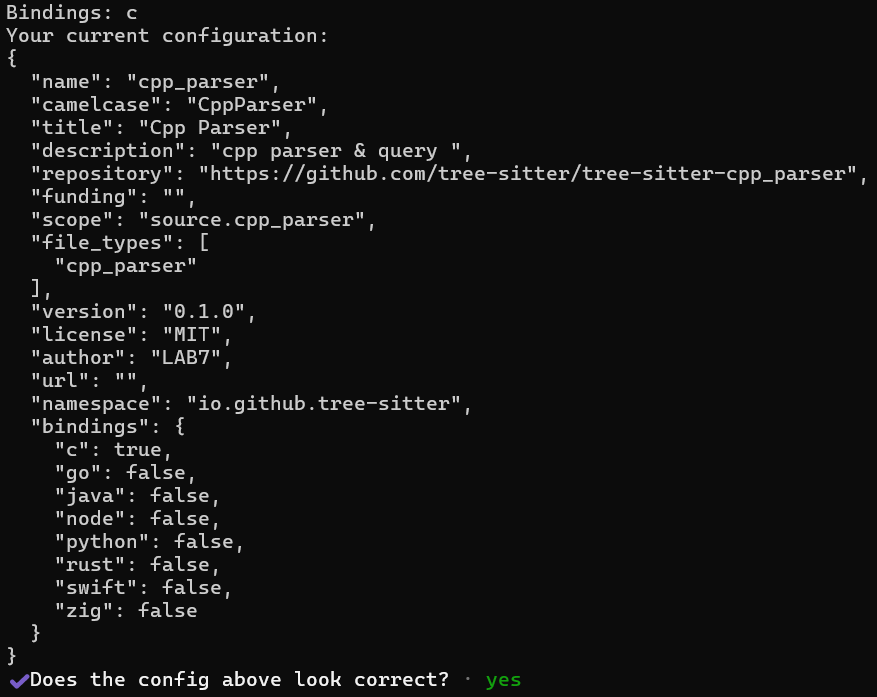 Bindings: c
Your current configuration:
{
  "name": "cpp_parser",
  "camelcase": "CppParser",
  "title": "Cpp Parser",
  "description": "cpp parser & query ",
  "repository": "https://github.com/tree-sitter/tree-sitter-cpp_parser",
  "funding": "",
  "scope": "source.cpp_parser",
  "file_types": [
    "cpp_parser"
  ],
  "version": "0.1.0",
  "license": "MIT",
  "author": "LAB7",
  "url": "",
  "namespace": "io.github.tree-sitter",
  "bindings": {
    "c": true,
    "go": false,
    "java": false,
    "node": false,
    "python": false,
    "rust": false,
    "swift": false,
    "zig": false
  }
}
✔Does the config above look correct? · yes